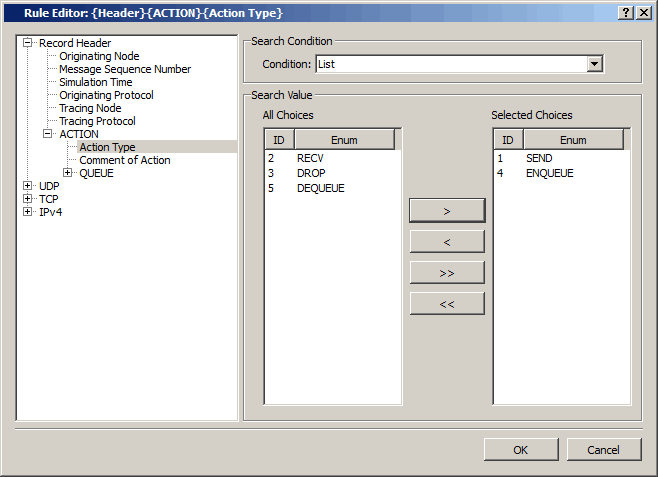 Rule Editor: {Header}{ACTION}{Action Type}
?
Record Header
Originating Node
Message Sequence Number
Simulation Time
Originating Protocol
Tracing Node
Tracing Protocol
ACTION
Action Type
Comment of Action
QUEUE
UDP
TCP
IPv4
Search Condition
Condition: List
Search Value
All Choices
ID Enum
2 RECV
3 DROP
5 DEQUEUE
>
<
>>
<<
Selected Choices
ID Enum
1 SEND
4 ENQUEUE
OK Cancel